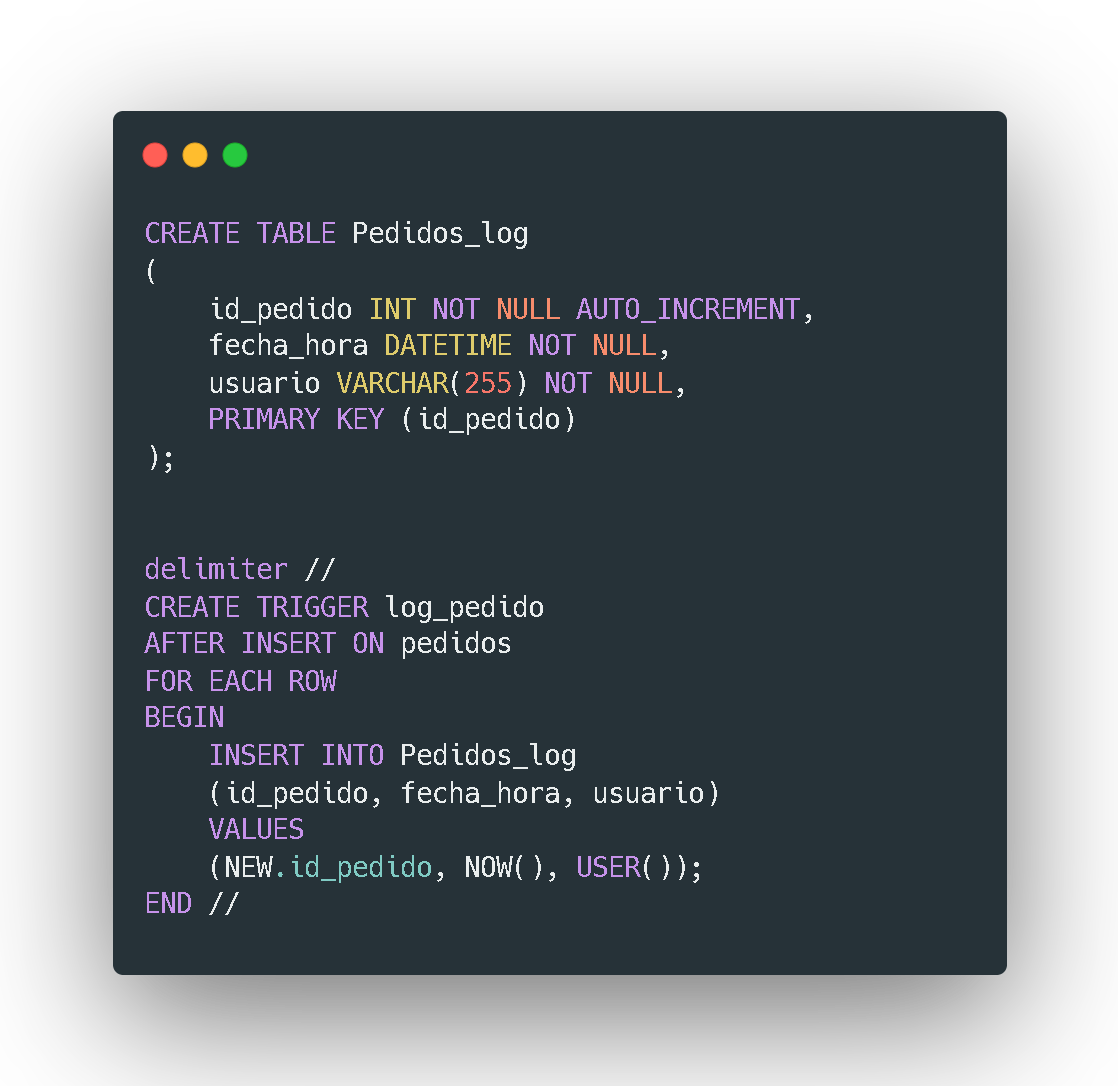 CREATE TABLE Pedidos_log
(
    id_pedido INT NOT NULL AUTO_INCREMENT,
    fecha_hora DATETIME NOT NULL,
    usuario VARCHAR(255) NOT NULL,
    PRIMARY KEY (id_pedido)
);
delimiter //
CREATE TRIGGER log_pedido
AFTER INSERT ON pedidos
FOR EACH ROW
BEGIN
    INSERT INTO Pedidos_log
    (id_pedido, fecha_hora, usuario)
    VALUES
    (NEW.id_pedido, NOW(), USER());
END //